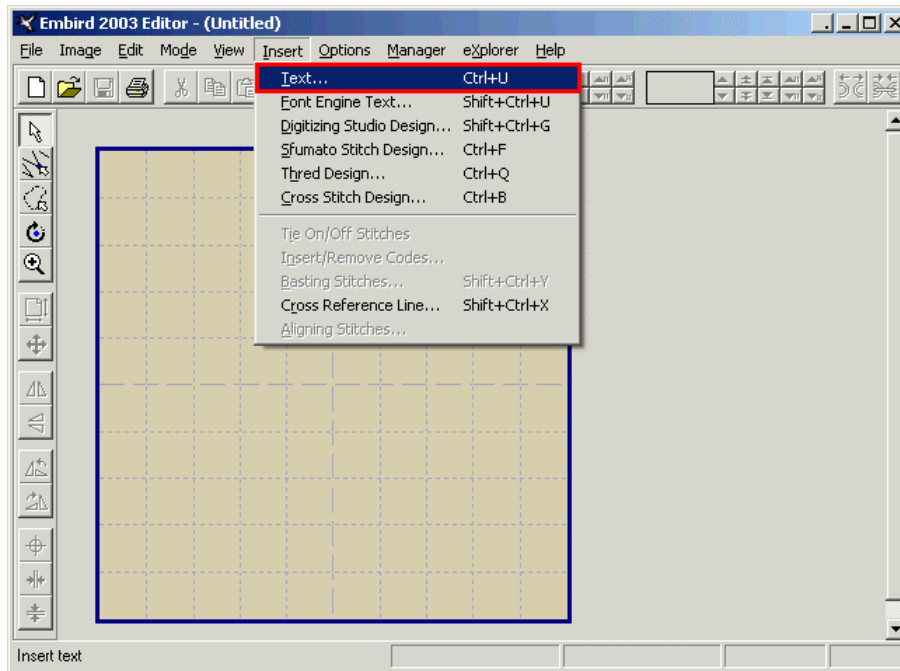 Embird 2003 Editor - (Untitled)
File Image Edit Mode View Insert Options Manager eXplorer Help
Text... Ctrl+U
Font Engine Text... Shift+Ctrl+U
Digitizing Studio Design... Shift+Ctrl+G
Sfumato Stitch Design... Ctrl+F
Thred Design... Ctrl+Q
Cross Stitch Design... Ctrl+B
Tie On/Off Stitches
Insert/Remove Codes...
Basting Stitches... Shift+Ctrl+Y
Cross Reference Line... Shift+Ctrl+X
Aligning Stitches...
Insert text